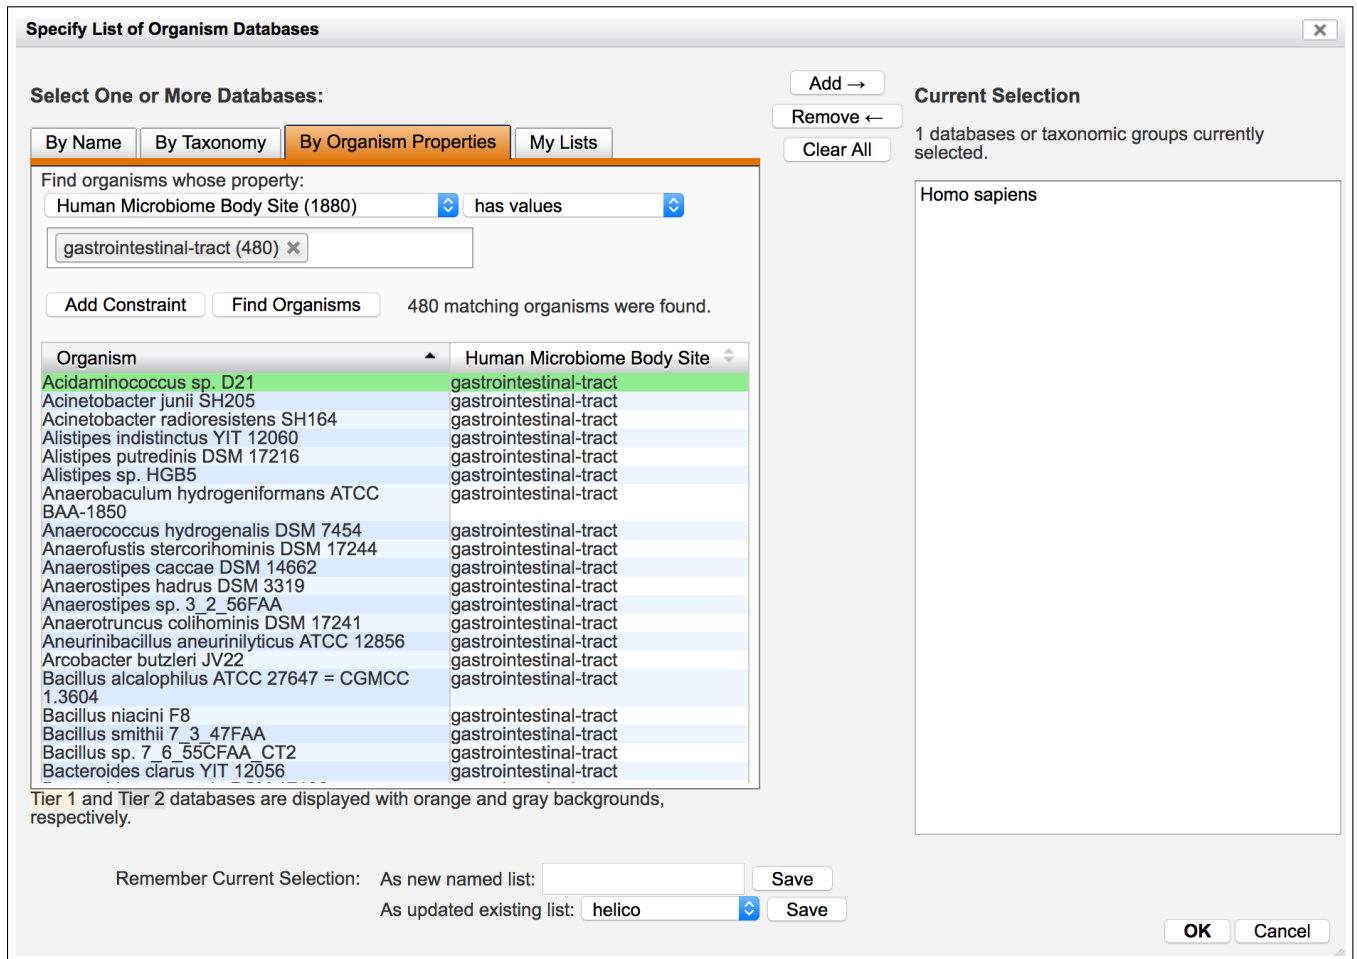 Specify List of Organism Databases
Select One or More Databases:
By Name
By Taxonomy
By Organism Properties
My Lists
Find organisms whose property:
Human Microbiome Body Site (1880)
has values
gastrointestinal-tract (480)
Add Constraint
Find Organisms
480 matching organisms were found.
Organism
Human Microbiome Body Site
Acidaminococcus sp. D21 gastrointestinal-tract
Acinetobacter junii SH205 gastrointestinal-tract
Acinetobacter radioresistens SH164 gastrointestinal-tract
Alistipes indistinctus YIT 12060 gastrointestinal-tract
Alistipes putredinis DSM 17216 gastrointestinal-tract
Alistipes sp. HGB5 gastrointestinal-tract
Anaerobaculum hydrogeniformans ATCC gastrointestinal-tract
BAA-1850
Anaerococcus hydrogenalis DSM 7454 gastrointestinal-tract
Anaerofustis stercorihominis DSM 17244 gastrointestinal-tract
Anaerostipes caccae DSM 14662 gastrointestinal-tract
Anaerostipes hadrus DSM 3319 gastrointestinal-tract
Anaerostipes sp. 3_2_56FAA gastrointestinal-tract
Anaerotruncus colihominis DSM 17241 gastrointestinal-tract
Aneurinibacillus aneurinilyticus ATCC 12856 gastrointestinal-tract
Arcobacter butzleri JV22 gastrointestinal-tract
Bacillus alcalophilus ATCC 27647 = CGMCC gastrointestinal-tract
1.3604
Bacillus niacini F8 gastrointestinal-tract
Bacillus smithii 7_3_47FAA gastrointestinal-tract
Bacillus sp. 7_6_55CFAA_CT2 gastrointestinal-tract
Bacteroides clarus YIT 12056 gastrointestinal-tract
Tier 1 and Tier 2 databases are displayed with orange and gray backgrounds,
respectively.
Add →
Remove ←
Clear All
Current Selection
1 databases or taxonomic groups currently
selected.
Homo sapiens
Remember Current Selection:
As new named list:
Save
As updated existing list:
helico
Save
OK
Cancel